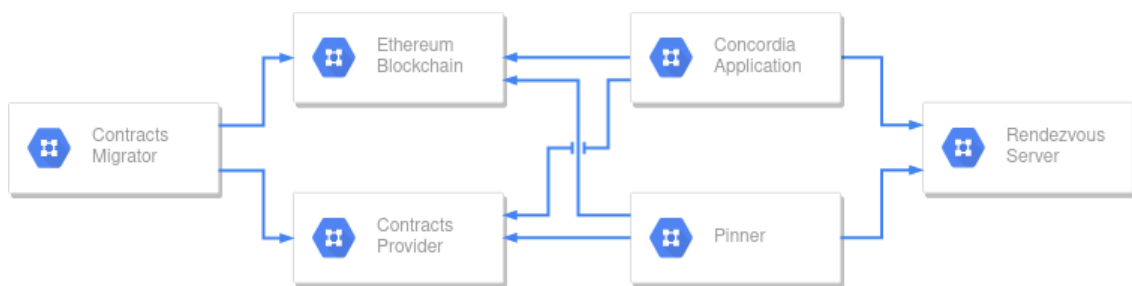 Ethereum
Blockchain
Concordia
Application
Contracts
Migrator
Rendezvous
Server
Contracts
Provider
Pinner